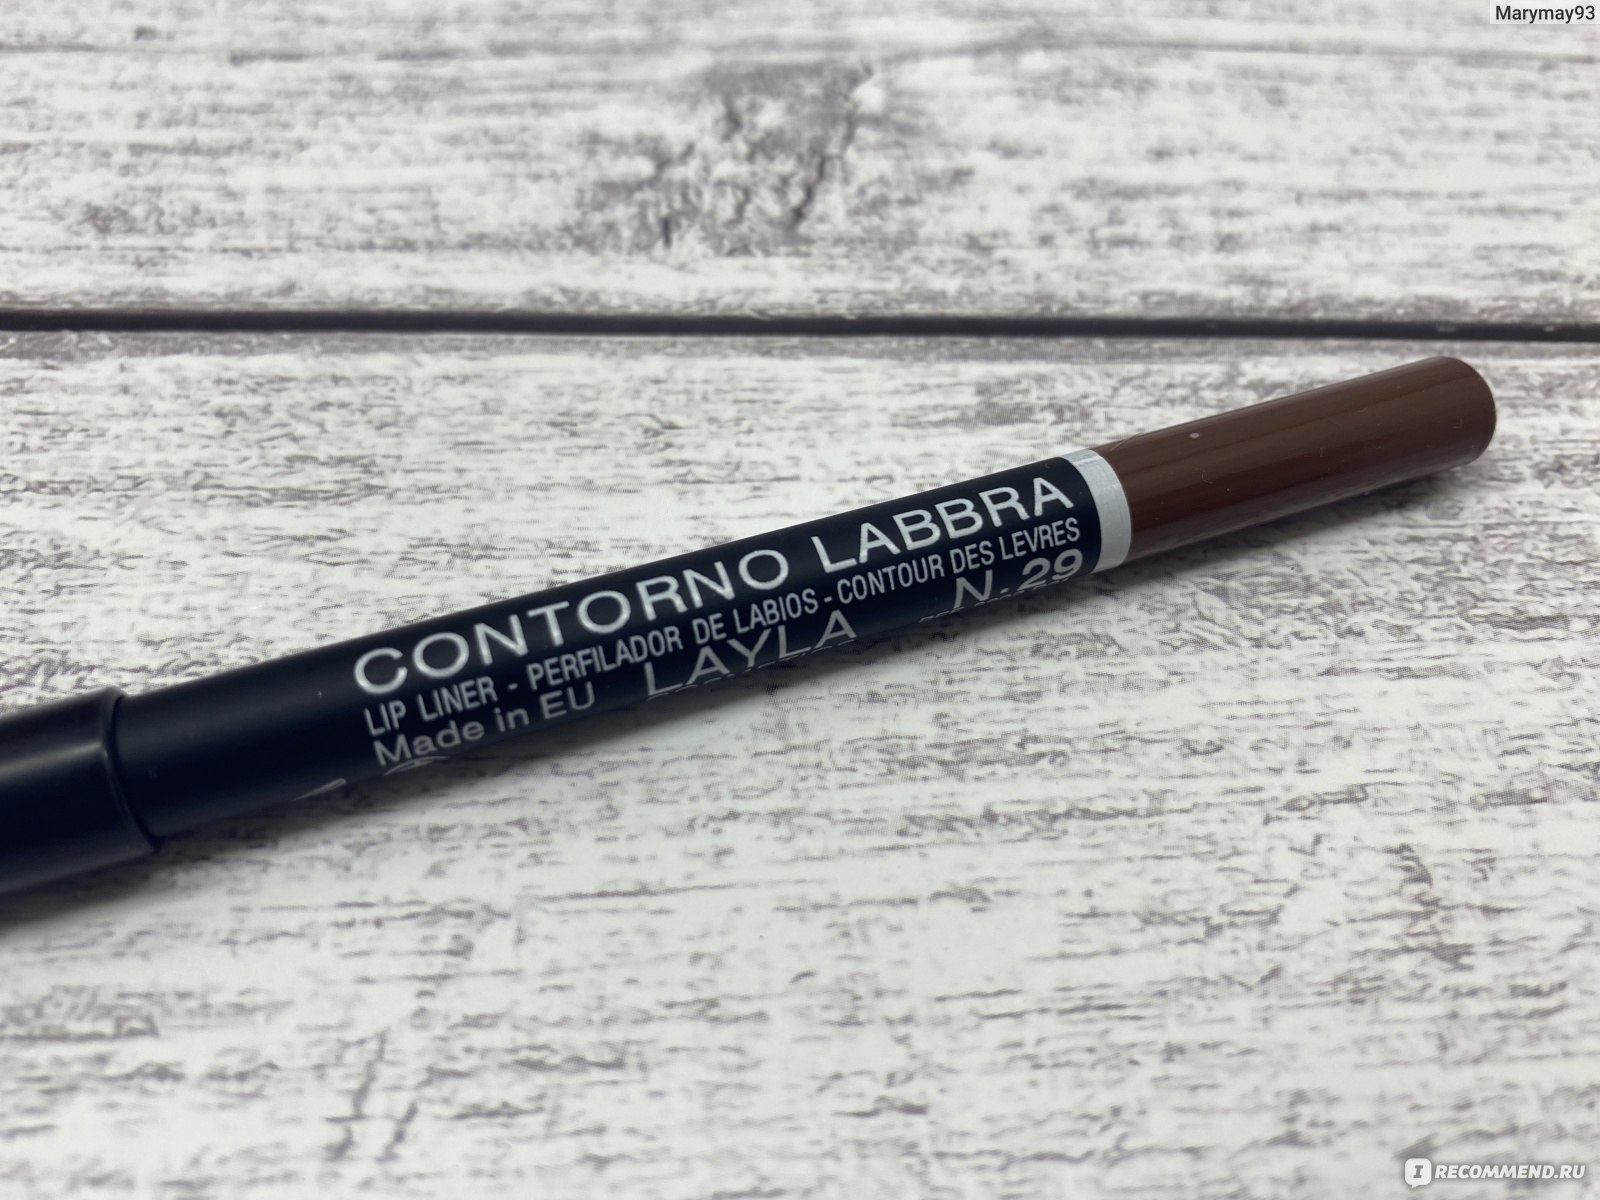 Marymay93
CONTORNO LABBRA
LIP LINER - PERFILADOR DE LABIOS - CONTOUR DES LEVRES
Made in EU LAYLA N. 29
I RECOMMEND.RU